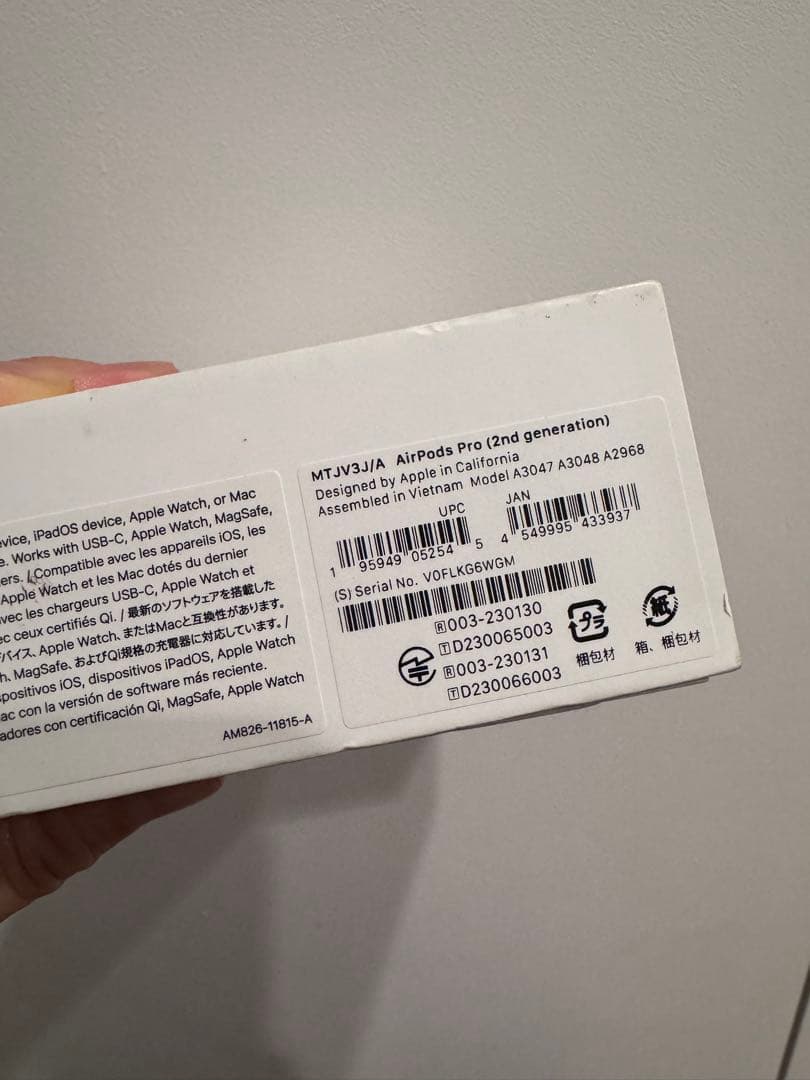 evice, iPadOS device, Apple Watch, or Mac
e. Works with USB-C, Apple Watch, MagSafe,
ers. / Compatible avec les appareils iOS, les
Apple Watch et les Mac dotés du dernier
avec les chargeurs USB-C, Apple Watch et
ec ceux certifiés Qi. / 最新のソフトウェアを搭載した
バイス、Apple Watch、またはMacと互換性があります。
h、MagSafe、およびQi規格の充電器に対応しています。/
spositivos iOS, dispositivos iPadOS, Apple Watch
ac con la versión de software más reciente.
adores con certificación Qi, MagSafe, Apple Watch
AM826-11815-A
MTJV3J/A AirPods Pro (2nd generation)
Designed by Apple in California
Assembled in Vietnam Model A3047 A3048 A2968
UPC
1 95949 05254 5
JAN
4 549995 433937
(S) Serial No. V0FLKG6WGM
R 003-230130
T D230065003
R 003-230131
T D230066003
プラ
梱包材
紙
箱、梱包材